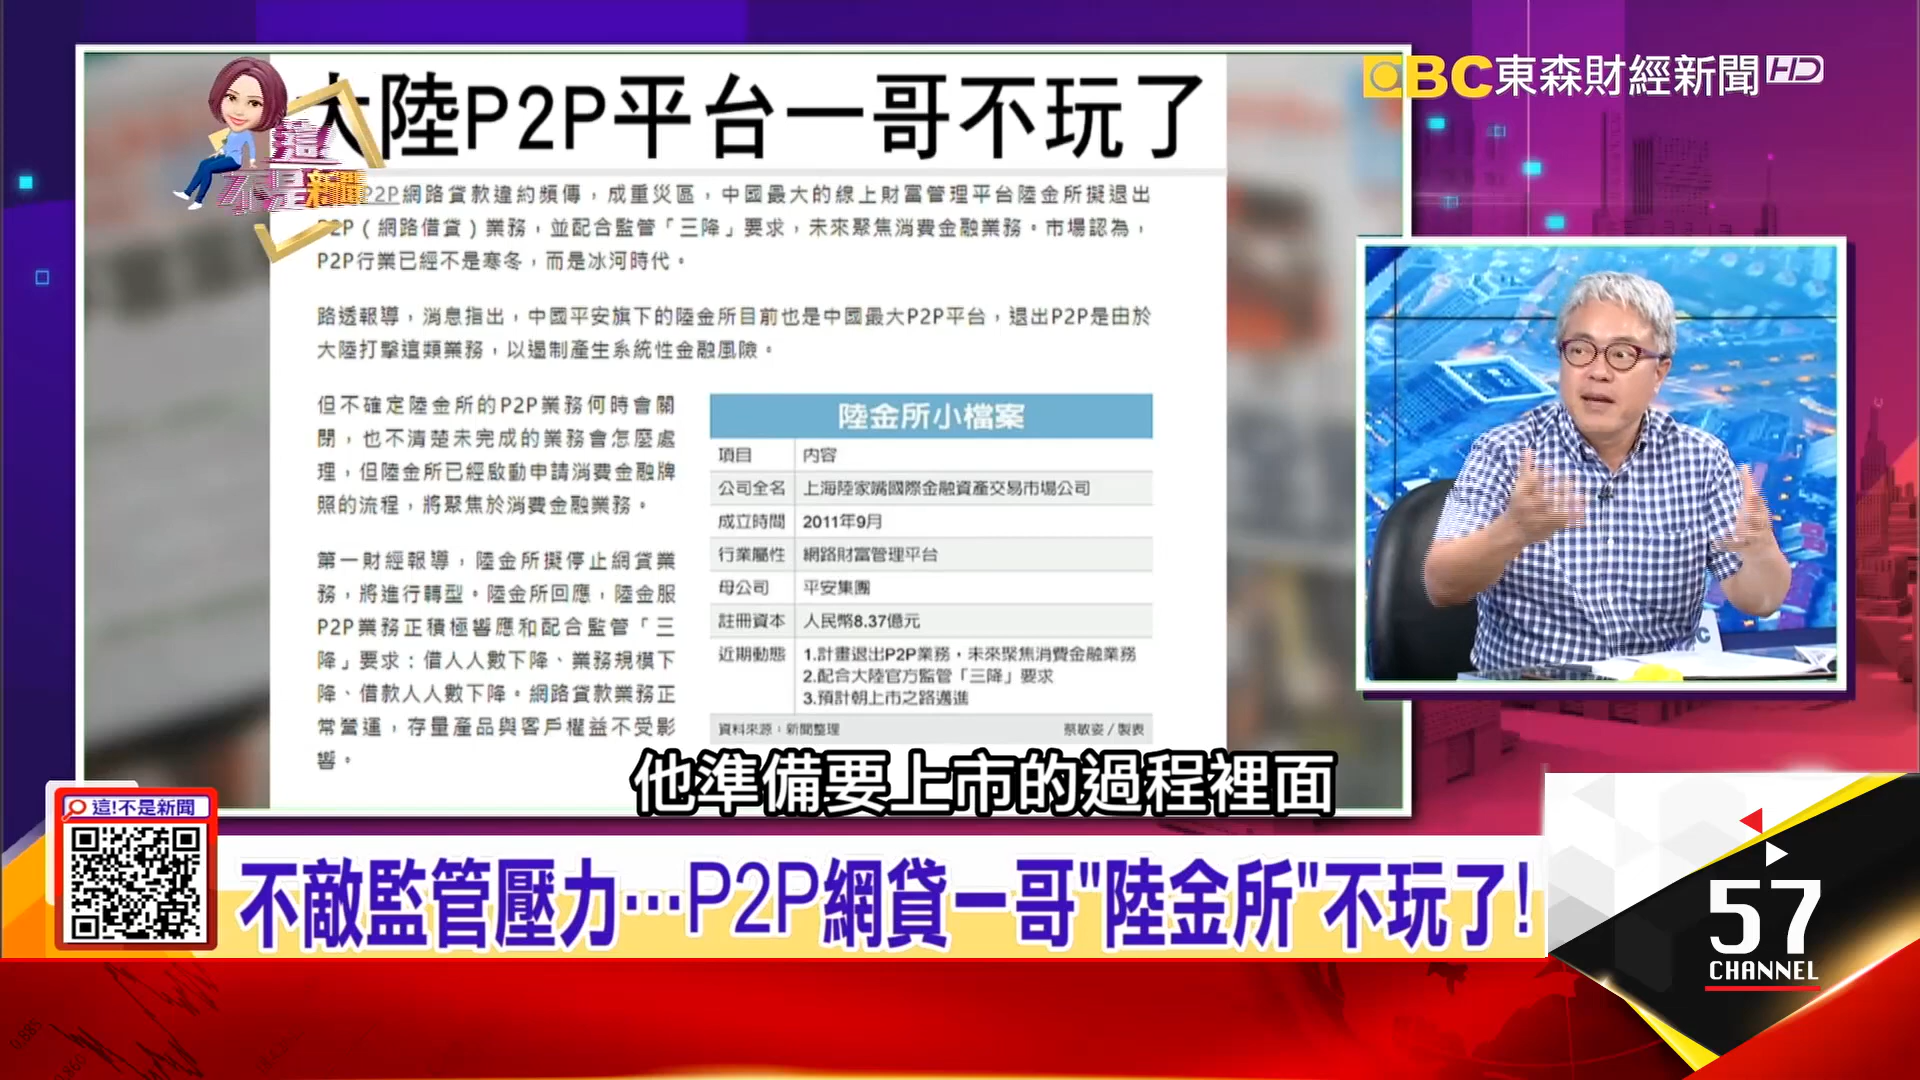 大陸P2P平台一哥不玩了
EBC東森財經新聞HD
這!
不是新聞
P2P網路貸款違約頻傳，成重災區，中國最大的線上財富管理平台陸金所擬退出
P2P（網路借貸）業務，並配合監管「三降」要求，未來聚焦消費金融業務。市場認為，
P2P行業已經不是寒冬，而是冰河時代。
路透報導，消息指出，中國平安旗下的陸金所目前也是中國最大P2P平台，退出P2P是由於
大陸打擊這類業務，以遏制產生系統性金融風險。
但不確定陸金所的P2P業務何時會關
閉，也不清楚未完成的業務會怎麼處
理，但陸金所已經啟動申請消費金融牌
照的流程，將聚焦於消費金融業務。
第一財經報導，陸金所擬停止網貸業
務，將進行轉型。陸金所回應，陸金服
P2P業務正積極響應和配合監管「三
降」要求：借人人數下降、業務規模下
降、借款人人數下降。網路貸款業務正
常營運，存量產品與客戶權益不受影
響。
陸金所小檔案
項目 內容
公司全名 上海陸家嘴國際金融資產交易市場公司
成立時間 2011年9月
行業屬性 網路財富管理平台
母公司 平安集團
註冊資本 人民幣8.37億元
近期動態 1.計畫退出P2P業務，未來聚焦消費金融業務
2.配合大陸官方監管「三降」要求
3.預計朝上市之路邁進
資料來源：新聞整理 蔡敏姿／製表
他準備要上市的過程裡面
這!不是新聞
不敵監管壓力…P2P網貸一哥"陸金所"不玩了!
57
CHANNEL